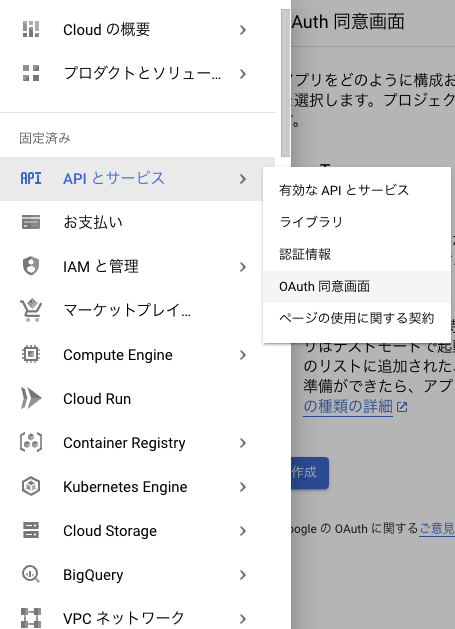 Cloud の概要
プロダクトとソリュー...
固定済み
API API とサービス
お支払い
IAM と管理
マーケットプレイ...
Compute Engine
Cloud Run
Container Registry
Kubernetes Engine
Cloud Storage
BigQuery
VPC ネットワーク
有効な API とサービス
ライブラリ
認証情報
OAuth 同意画面
ページの使用に関する契約
OAuth 同意画面
アプリをどのように構成お
を選択します。プロジェク
す。
リはテストモードで起動
のリストに追加された、
準備ができたら、アプ
の種類の詳細
作成
oogle の OAuth に関するご意見